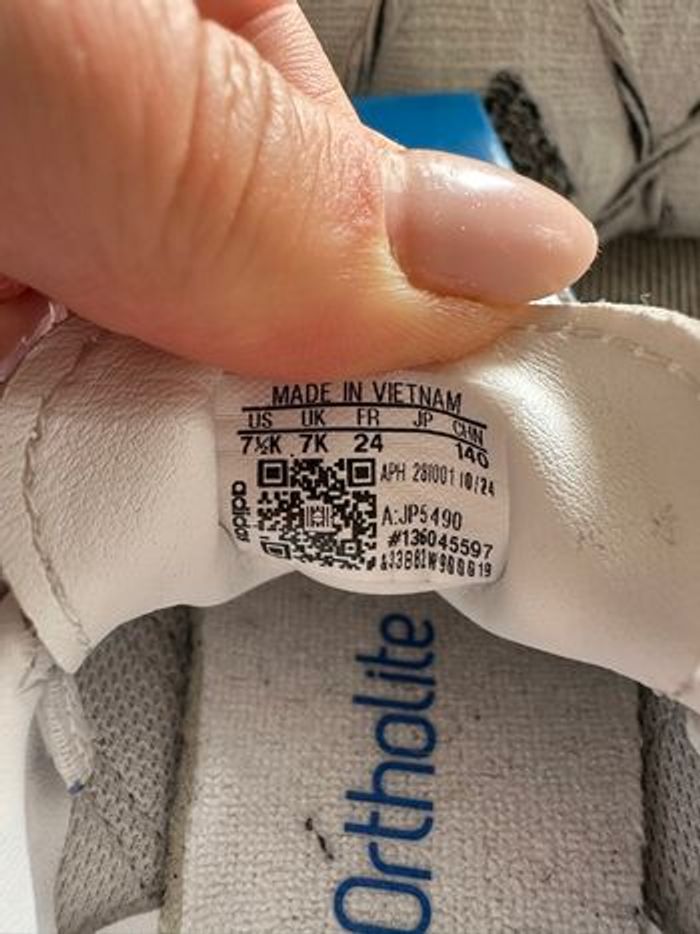 MADE IN VIETNAM
US UK FR JP CHN
7½K 7K 24 140
APH 281001 10/24
adidas
A:JP5490
#136045597
Ortholite